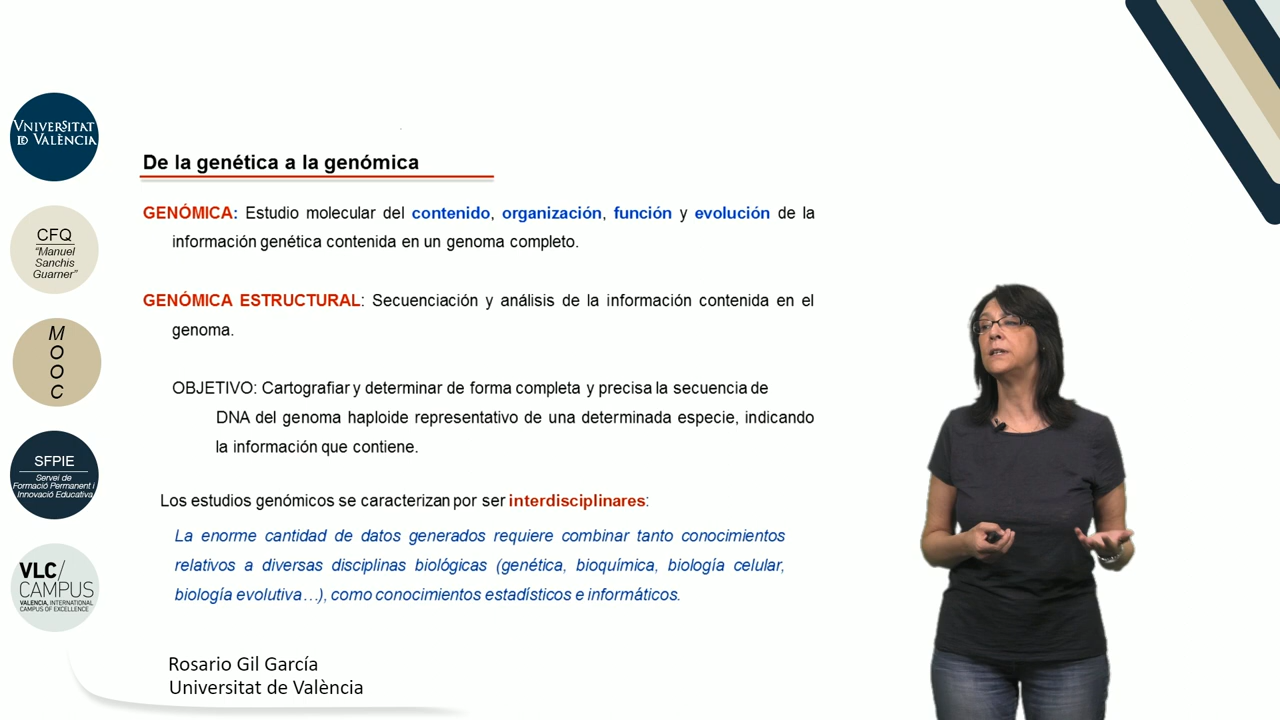 VNIVERSITAT
ID VALÈNCIA
CFQ
“Manuel
Sanchis
Guarner”
M
O
O
C
SFPIE
Servei de
Formació Permanent i
Innovació Educativa
VLC/
CAMPUS
VALENCIA, INTERNATIONAL
CAMPUS OF EXCELLENCE
De la genética a la genómica
GENÓMICA: Estudio molecular del contenido, organización, función y evolución de la
información genética contenida en un genoma completo.
GENÓMICA ESTRUCTURAL: Secuenciación y análisis de la información contenida en el
genoma.
OBJETIVO: Cartografiar y determinar de forma completa y precisa la secuencia de
DNA del genoma haploide representativo de una determinada especie, indicando
la información que contiene.
Los estudios genómicos se caracterizan por ser interdisciplinares:
La enorme cantidad de datos generados requiere combinar tanto conocimientos
relativos a diversas disciplinas biológicas (genética, bioquímica, biología celular,
biología evolutiva…), como conocimientos estadísticos e informáticos.
Rosario Gil García
Universitat de València